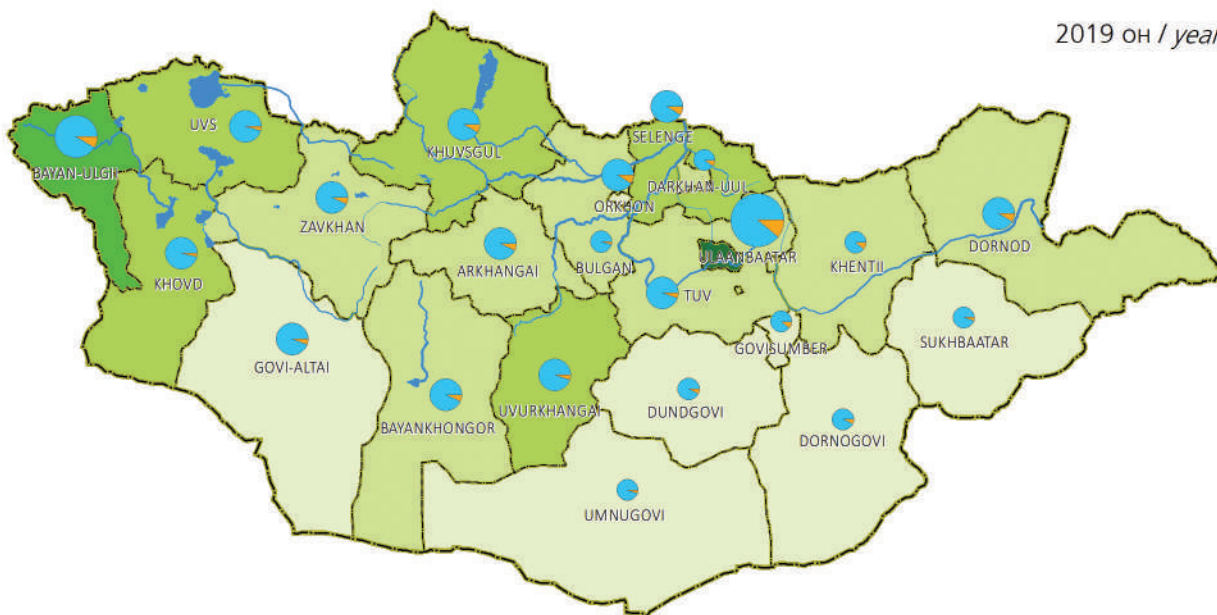 2019 он / year
UVS
BAYAN-ULGII
KHUVSGUL
SELENGE
DARKHAN-UUL
ORKHON
ZAVKHAN
KHOVD
ARKHANGAI
BULGAN
ULAANBAATAR
KHENTII
DORNOD
TUV
GOVISUMBER
SUKHBAATAR
GOVI-ALTAI
BAYANKHONGOR
UVURKHANGAI
DUNDGOVI
DORNOGOVI
UMNUGOVI